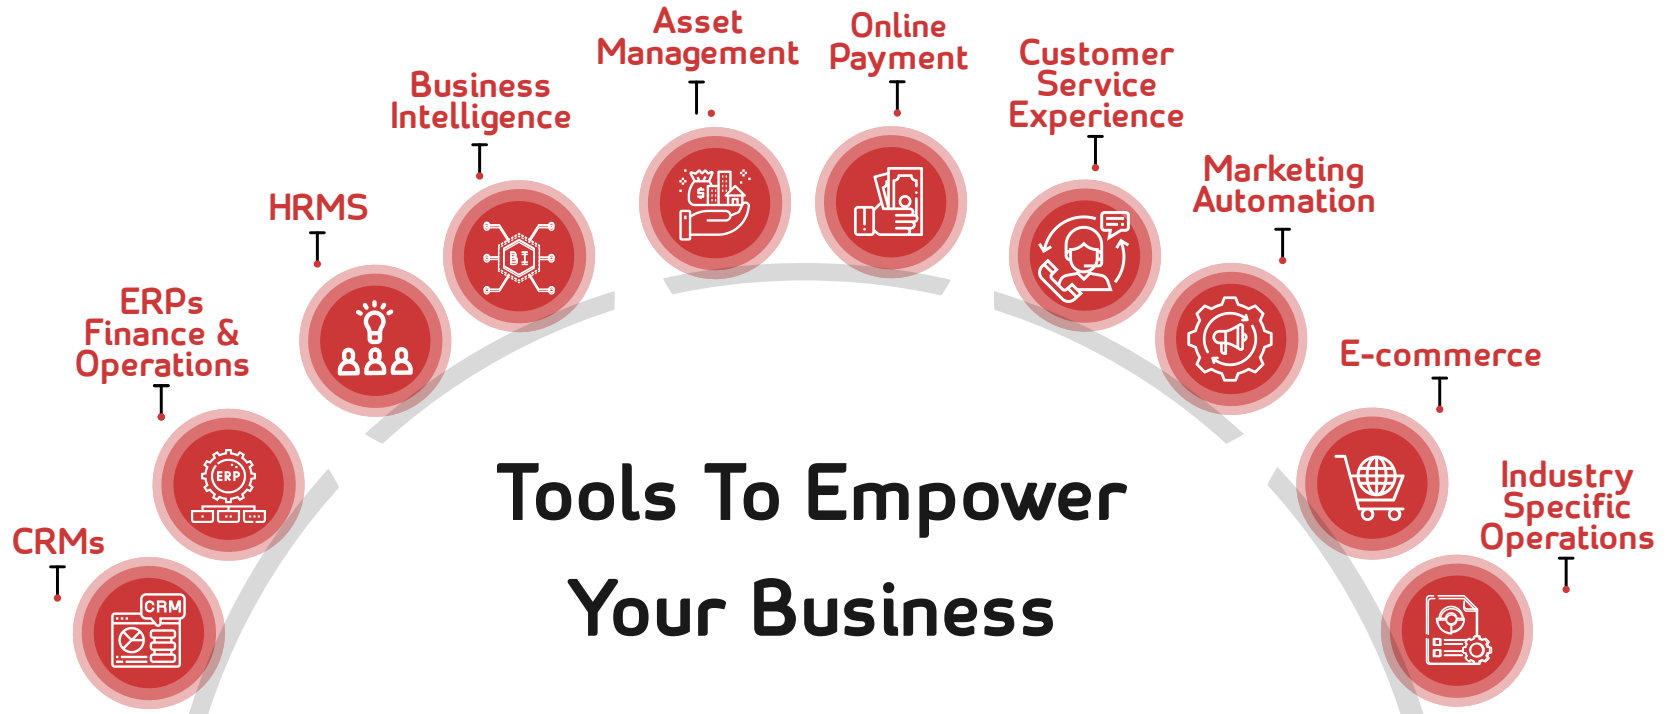 CRMs
CRM
ERPs
Finance &
Operations
ERP
HRMS
Business
Intelligence
BI
Asset
Management
$
Online
Payment
Customer
Service
Experience
Marketing
Automation
E-commerce
Industry
Specific
Operations
Tools To Empower
Your Business